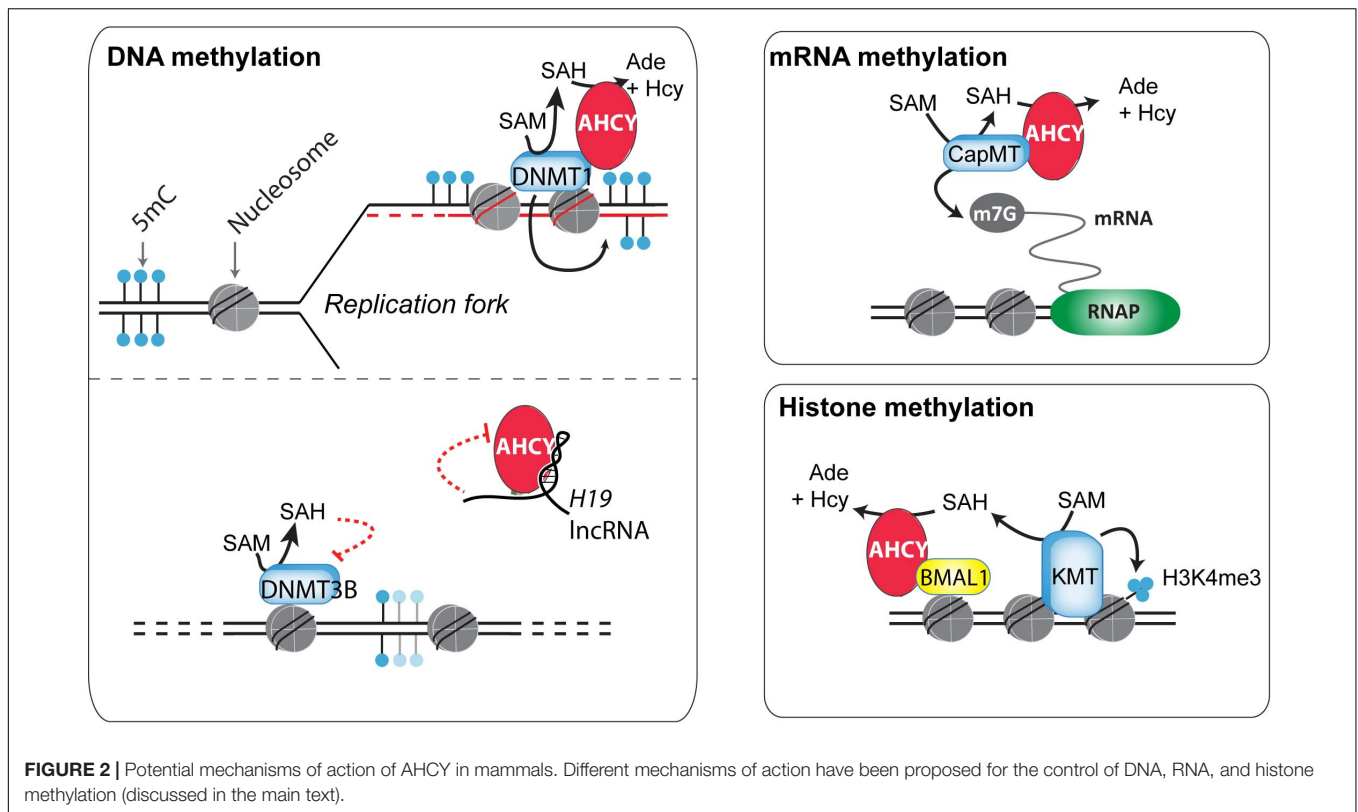 DNA methylation
SAH
Ade
+ Hcy
SAM
AHCY
DNMT1
5mC
Nucleosome
Replication fork
AHCY
H19
lncRNA
SAH
SAM
DNMT3B
mRNA methylation
SAM
SAH
Ade
+ Hcy
AHCY
CapMT
m7G
mRNA
RNAP
Histone methylation
Ade
+ Hcy
SAH
SAM
AHCY
BMAL1
KMT
H3K4me3
FIGURE 2 | Potential mechanisms of action of AHCY in mammals. Different mechanisms of action have been proposed for the control of DNA, RNA, and histone
methylation (discussed in the main text).